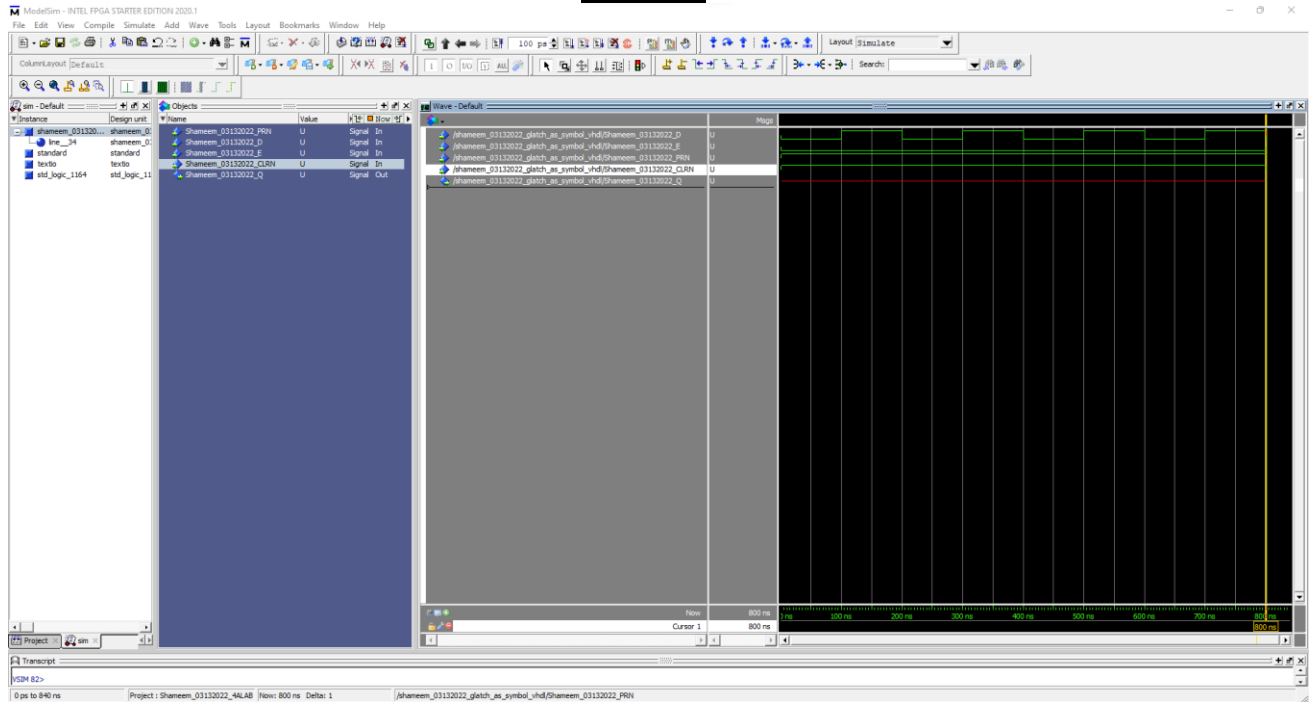 ModelSim - INTEL FPGA STARTER EDITION 2020.1
File Edit View Compile Simulate Add Wave Tools Layout Bookmarks Window Help
100 ps
Layout Simulate
ColumnLayout Default
ALL
Search:
sim - Default
Instance Design unit
shameem_031320... shameem_0
line__34 shameem_0
standard standard
textio textio
std_logic_1164 std_logic_11
Project sim
Objects
Name Value Now
Shameem_03132022_PRN U Signal In
Shameem_03132022_D U Signal In
Shameem_03132022_E U Signal In
Shameem_03132022_CLRN U Signal In
Shameem_03132022_Q U Signal Out
Wave - Default
Msgs
/shameem_03132022_glatch_as_symbol_vhdl/Shameem_03132022_D U
/shameem_03132022_glatch_as_symbol_vhdl/Shameem_03132022_E U
/shameem_03132022_glatch_as_symbol_vhdl/Shameem_03132022_PRN U
/shameem_03132022_glatch_as_symbol_vhdl/Shameem_03132022_CLRN U
/shameem_03132022_glatch_as_symbol_vhdl/Shameem_03132022_Q U
Now 800 ns
ns 100 ns 200 ns 300 ns 400 ns 500 ns 600 ns 700 ns 800 ns
Cursor 1 800 ns
800 ns
Transcript
VSIM 82>
0 ps to 840 ns Project : Shameem_03132022_4ALAB Now: 800 ns Delta: 1 /shameem_03132022_glatch_as_symbol_vhdl/Shameem_03132022_PRN